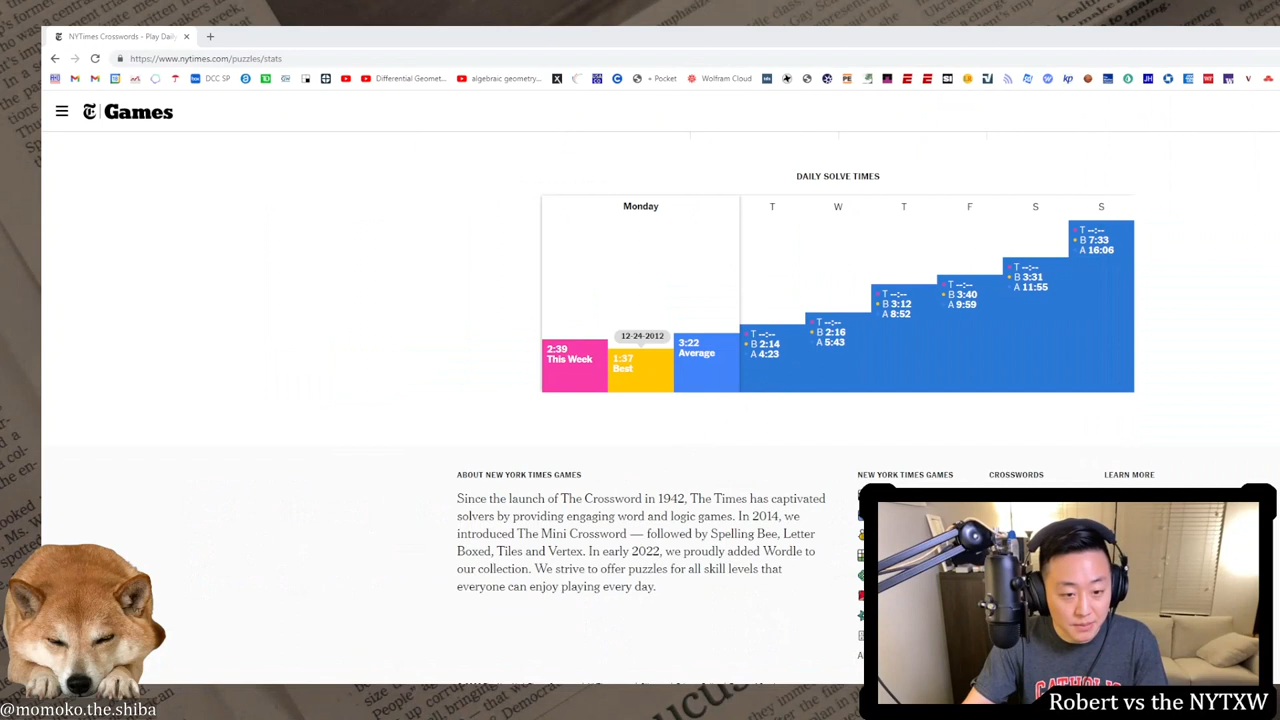 NYTimes Crosswords - Play Daily
https://www.nytimes.com/puzzles/stats
DCC SP
Differential Geomet...
algebraic geometry...
+ Pocket
Wolfram Cloud
Games
DAILY SOLVE TIMES
Monday
T W T F S S
2:39
This Week
12-24-2012
1:37
Best
3:22
Average
T --:--
B 2:14
A 4:23
T --:--
B 2:16
A 5:43
T --:--
B 3:12
A 8:52
T --:--
B 3:40
A 9:59
T --:--
B 3:31
A 11:55
T --:--
B 7:33
A 16:06
ABOUT NEW YORK TIMES GAMES
Since the launch of The Crossword in 1942, The Times has captivated
solvers by providing engaging word and logic games. In 2014, we
introduced The Mini Crossword — followed by Spelling Bee, Letter
Boxed, Tiles and Vertex. In early 2022, we proudly added Wordle to
our collection. We strive to offer puzzles for all skill levels that
everyone can enjoy playing every day.
NEW YORK TIMES GAMES
CROSSWORDS
LEARN MORE
@momoko.the.shiba
Robert vs the NYTXW